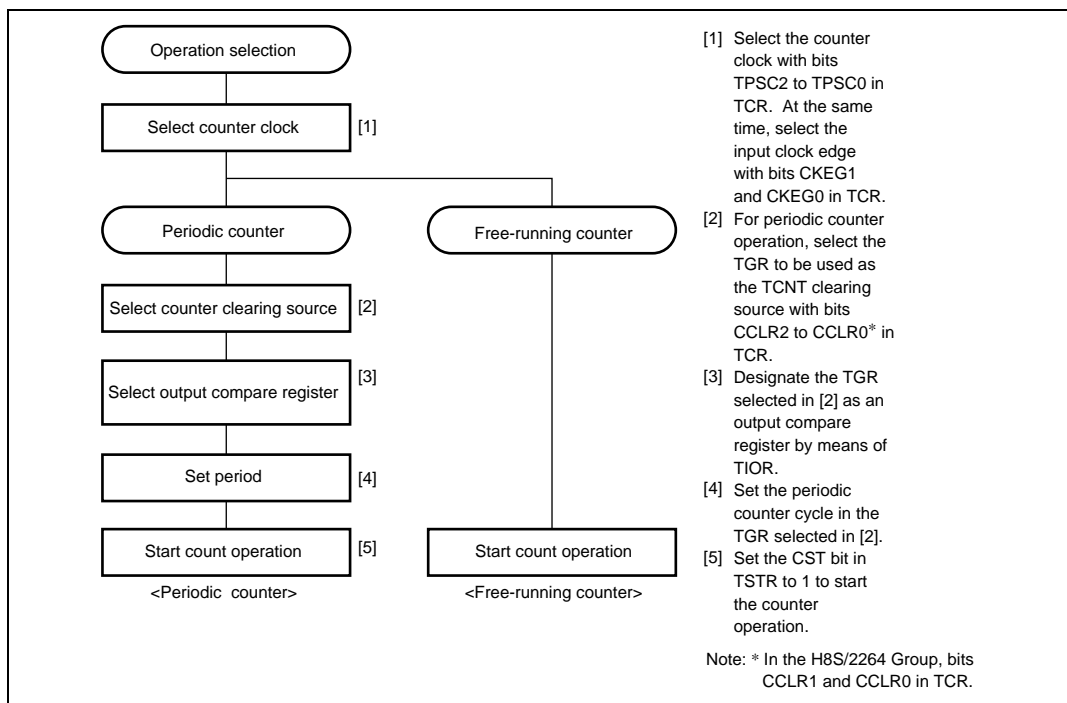 Operation selection
Select counter clock
[1]
Periodic counter
Free-running counter
Select counter clearing source
[2]
Select output compare register
[3]
Set period
[4]
Start count operation
[5]
Start count operation
<Periodic counter>
<Free-running counter>
[1] Select the counter
clock with bits
TPSC2 to TPSC0 in
TCR. At the same
time, select the
input clock edge
with bits CKEG1
and CKEG0 in TCR.
[2] For periodic counter
operation, select the
TGR to be used as
the TCNT clearing
source with bits
CCLR2 to CCLR0* in
TCR.
[3] Designate the TGR
selected in [2] as an
output compare
register by means of
TIOR.
[4] Set the periodic
counter cycle in the
TGR selected in [2].
[5] Set the CST bit in
TSTR to 1 to start
the counter
operation.
Note: * In the H8S/2264 Group, bits
CCLR1 and CCLR0 in TCR.